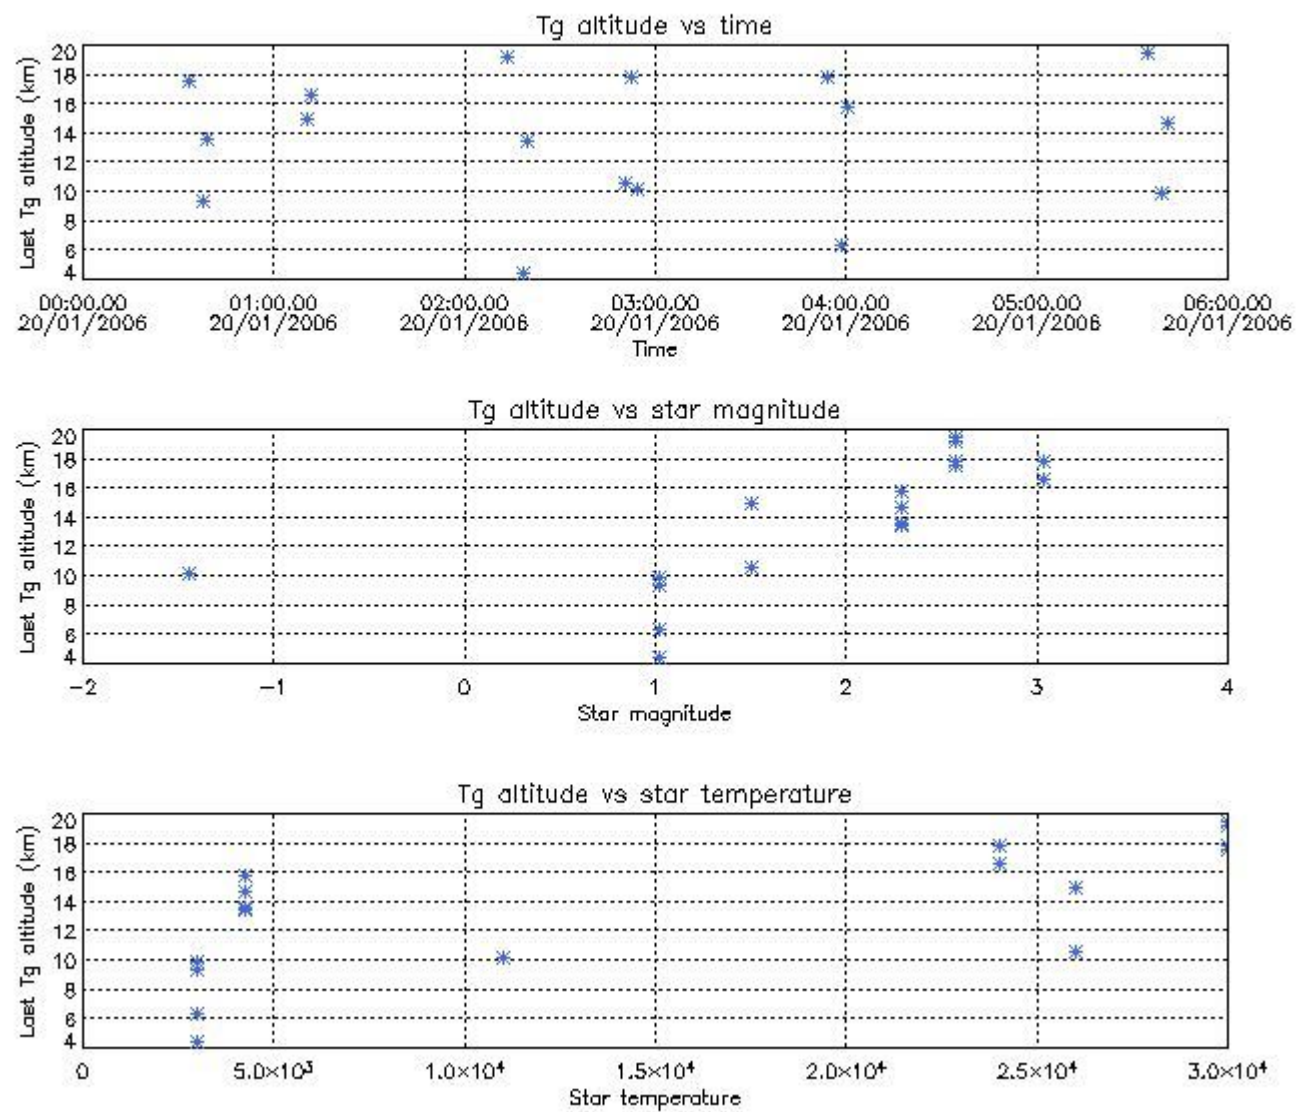 Tg altitude vs time
Last Tg altitude (km)
20
18
16
14
12
10
8
6
4
00:00.00 01:00.00 02:00.00 03:00.00 04:00.00 05:00.00 06:00.00
20/01/2006 20/01/2006 20/01/2006 20/01/2006 20/01/2006 20/01/2006 20/01/2006
Time
Tg altitude vs star magnitude
Last Tg altitude (km)
20
18
16
14
12
10
8
6
4
-2 -1 0 1 2 3 4
Star magnitude
Tg altitude vs star temperature
Last Tg altitude (km)
20
18
16
14
12
10
8
6
4
0 5.0×10³ 1.0×10⁴ 1.5×10⁴ 2.0×10⁴ 2.5×10⁴ 3.0×10⁴
Star temperature